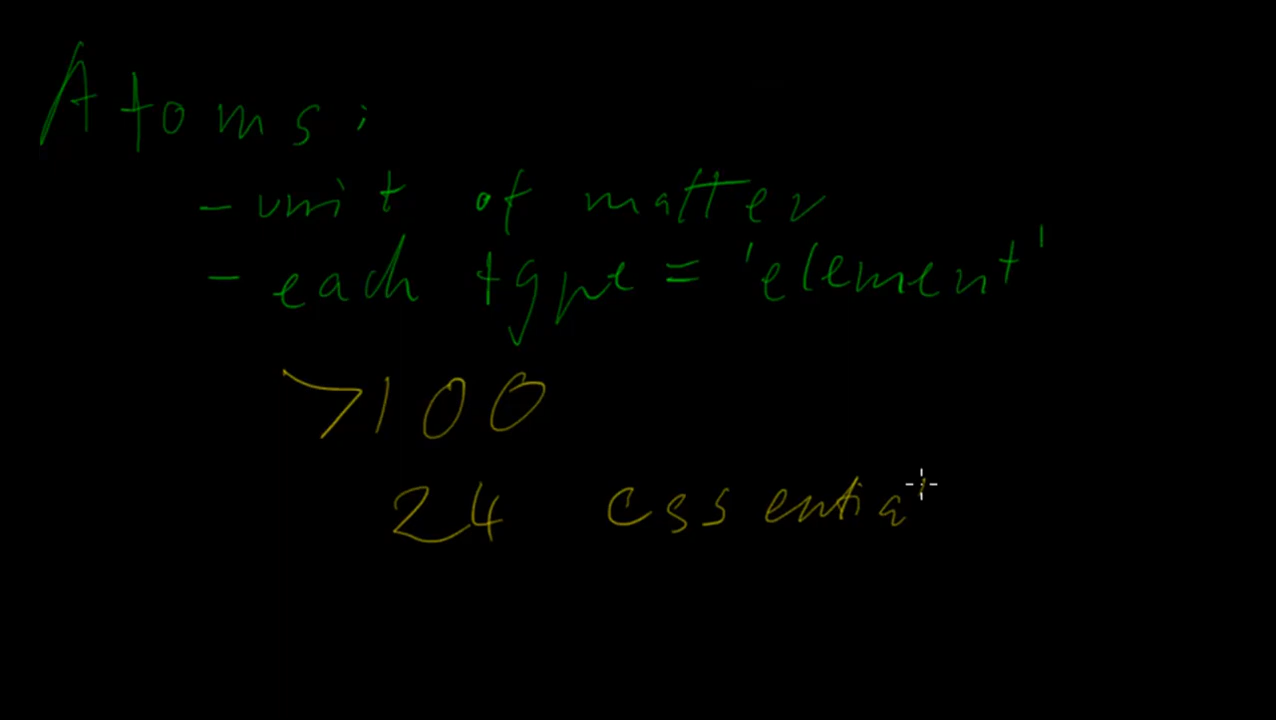 Atoms:
- unit of matter
- each type = 'element'
>100
24 essentia